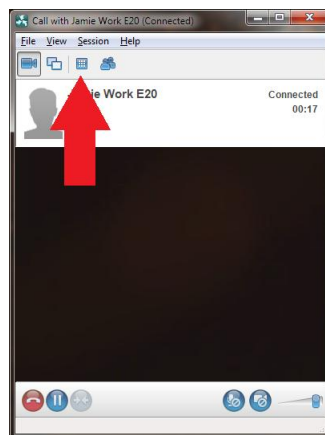 Call with Jamie Work E20 (Connected)
File View Session Help
Work E20
Connected
00:17